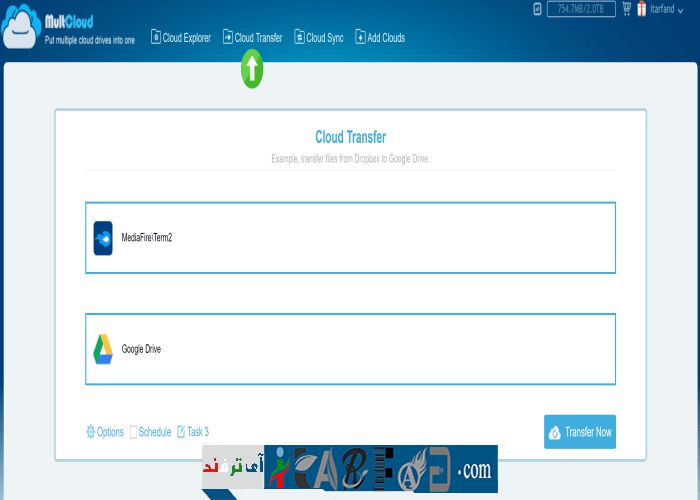 MultCloud
Put multiple cloud drives into one
Cloud Explorer
Cloud Transfer
Cloud Sync
Add Clouds
754.7MB/2.0TB
itarfand
Cloud Transfer
Example, transfer files from Dropbox to Google Drive.
MediaFire\Term2
Google Drive
Options
Schedule
Task 3
Transfer Now
آی ترفند
iTARFAND.com